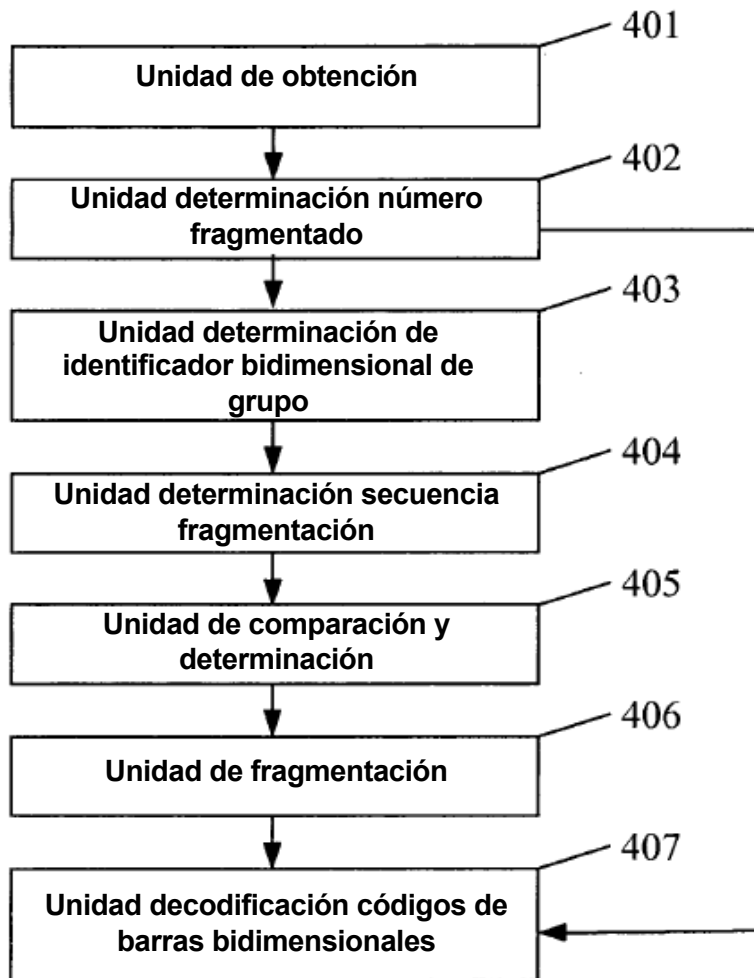 401
Unidad de obtención
402
Unidad determinación número
fragmentado
403
Unidad determinación de
identificador bidimensional de
grupo
404
Unidad determinación secuencia
fragmentación
405
Unidad de comparación y
determinación
406
Unidad de fragmentación
407
Unidad decodificación códigos de
barras bidimensionales